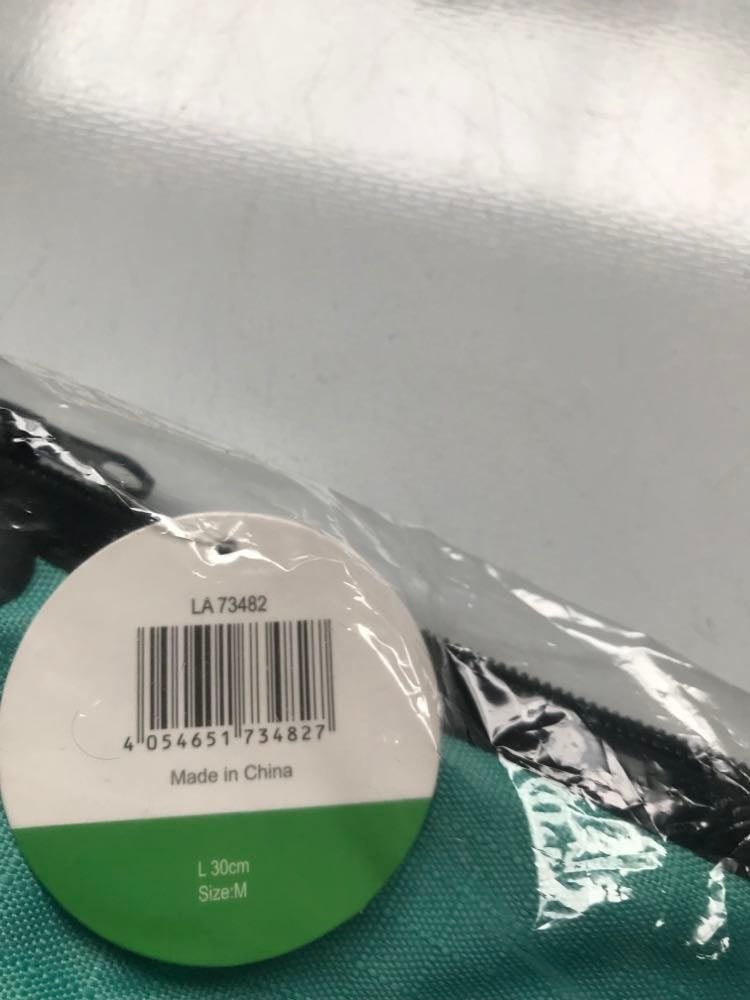 LA 73482
4 054651 734827
Made in China
L 30cm
Size:M